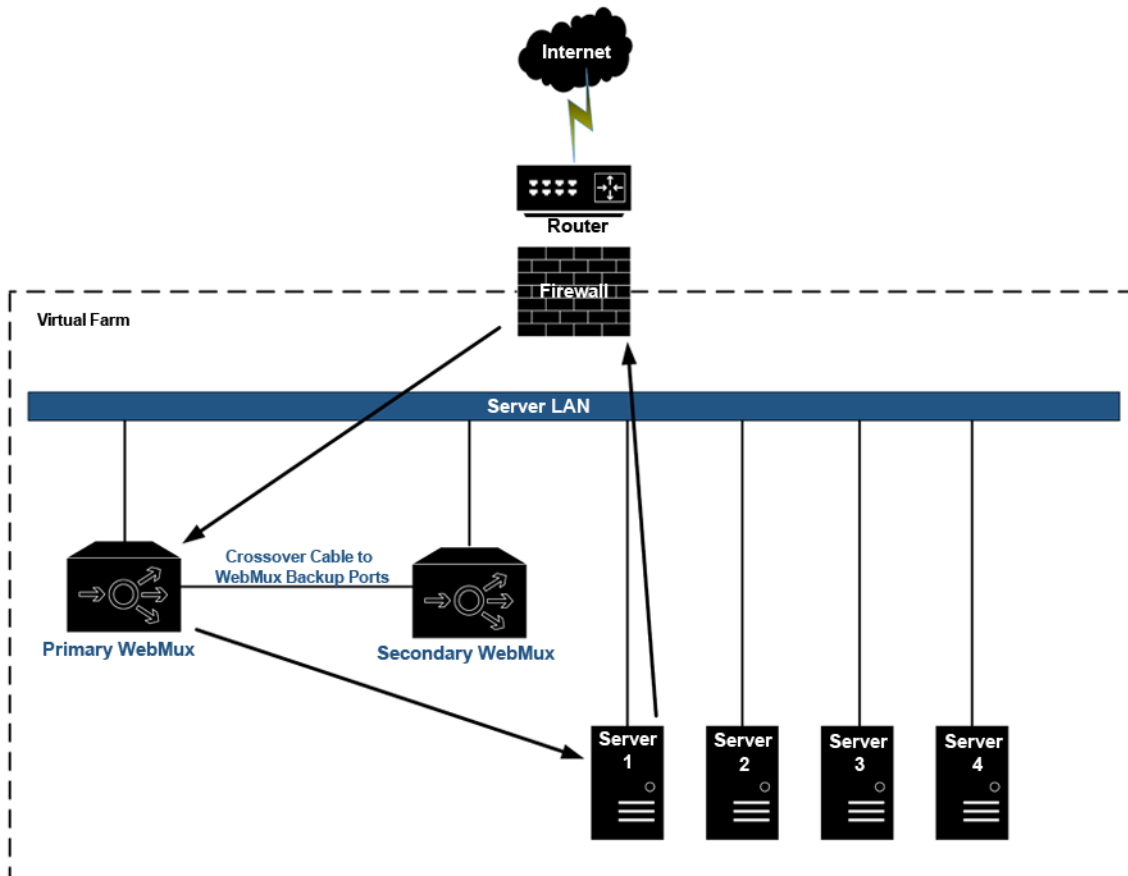 Internet
Router
Firewall
Virtual Farm
Server LAN
Crossover Cable to
WebMux Backup Ports
Primary WebMux
Secondary WebMux
Server
1
Server
2
Server
3
Server
4